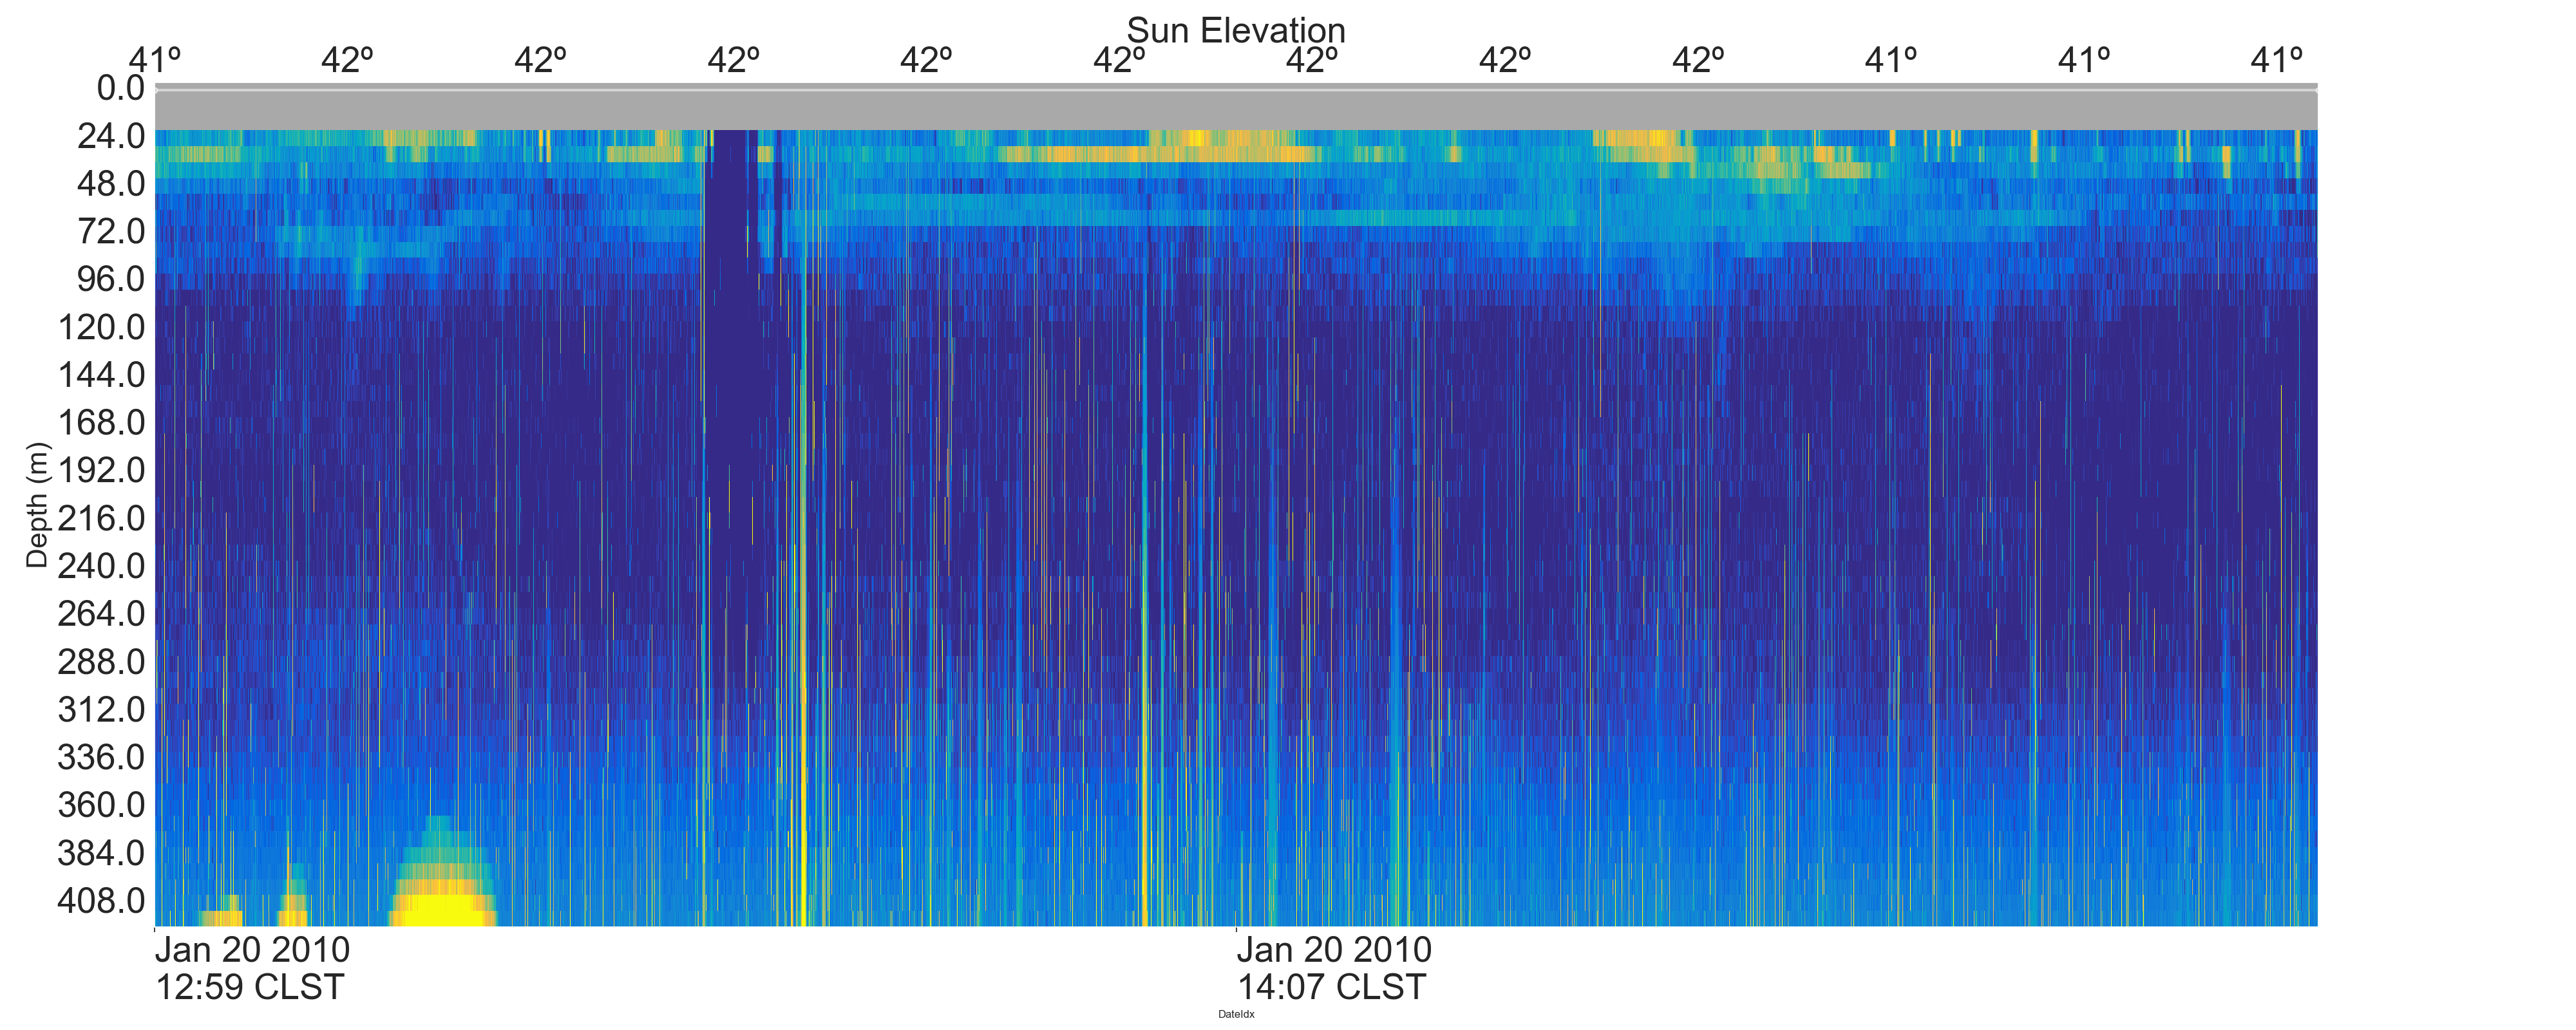 Sun Elevation
41º 42º 42º 42º 42º 42º 42º 42º 42º 41º 41º 41º
0.0
24.0
48.0
72.0
96.0
120.0
144.0
168.0
192.0
216.0
240.0
264.0
288.0
312.0
336.0
360.0
384.0
408.0
Depth (m)
Jan 20 2010
12:59 CLST
Jan 20 2010
14:07 CLST
DateIdx